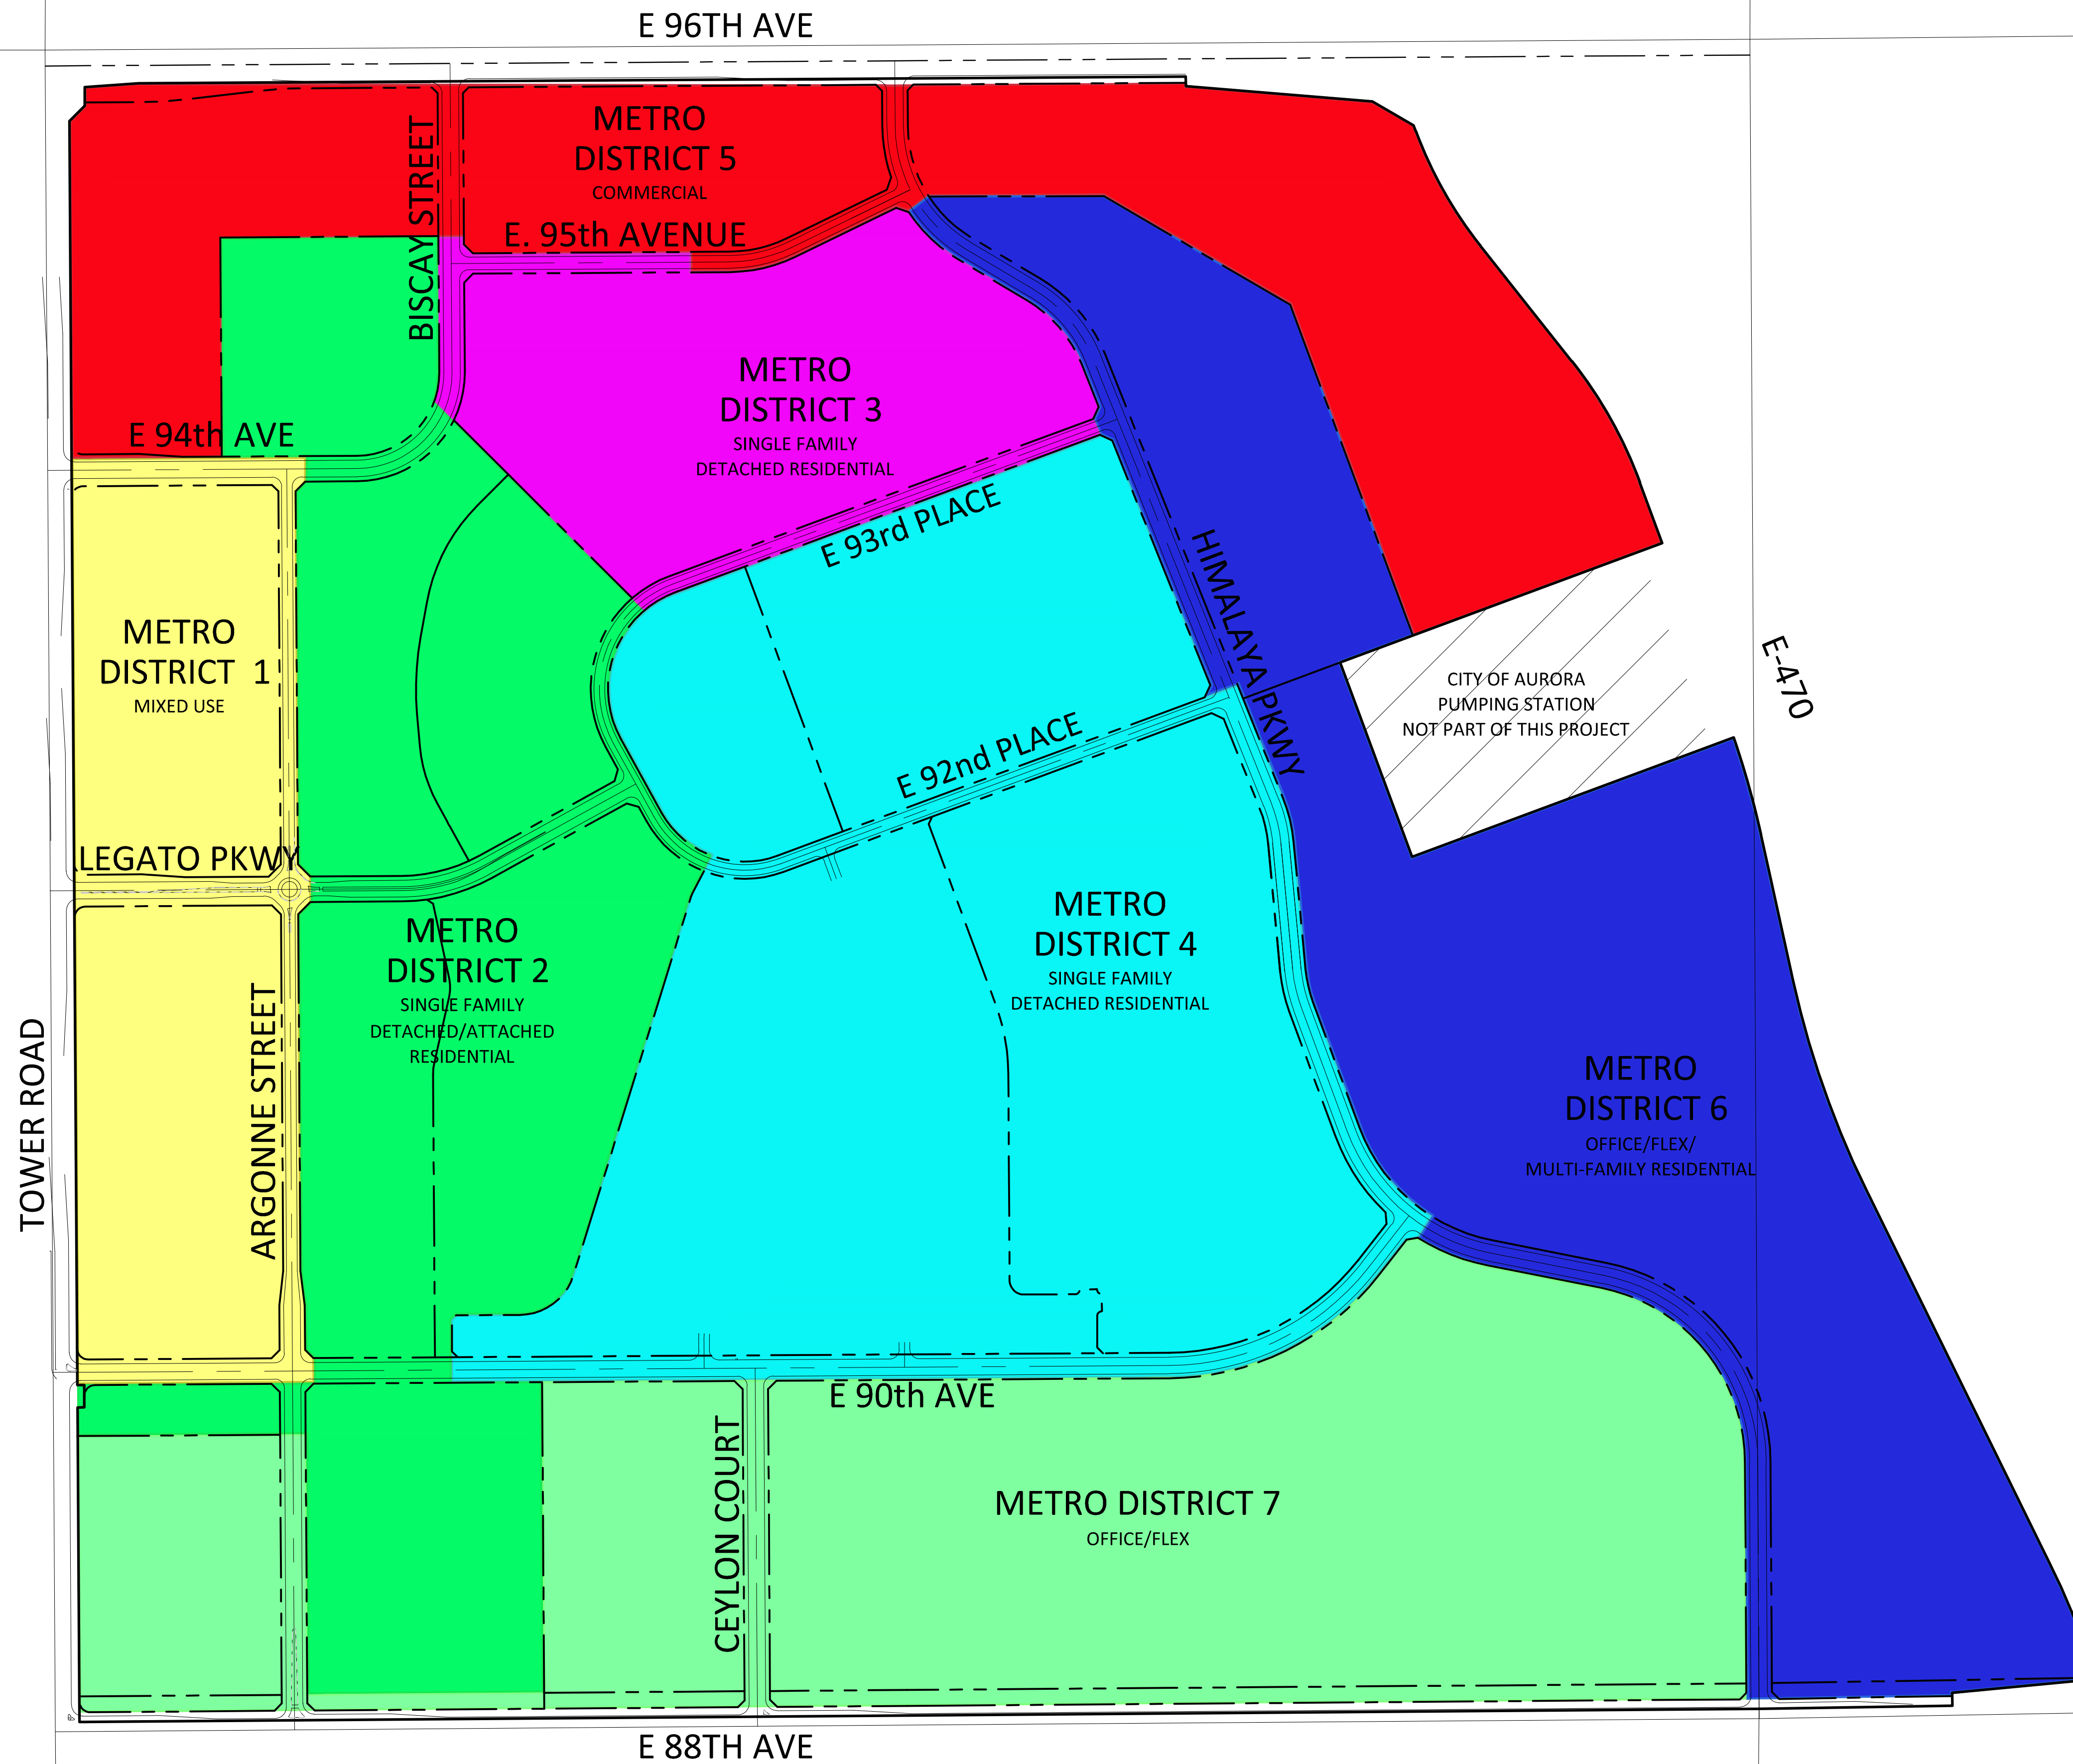 E 96TH AVE
METRO
DISTRICT 5
COMMERCIAL
BISCAY STREET
E. 95th AVENUE
METRO
DISTRICT 3
SINGLE FAMILY
DETACHED RESIDENTIAL
E 94th AVE
E 93rd PLACE
HIMALAYA PKWY
METRO
DISTRICT 1
MIXED USE
CITY OF AURORA
PUMPING STATION
NOT PART OF THIS PROJECT
E-470
E 92nd PLACE
LEGATO PKWY
METRO
DISTRICT 4
SINGLE FAMILY
DETACHED RESIDENTIAL
METRO
DISTRICT 2
SINGLE FAMILY
DETACHED/ATTACHED
RESIDENTIAL
ARGONNE STREET
TOWER ROAD
METRO
DISTRICT 6
OFFICE/FLEX/
MULTI-FAMILY RESIDENTIAL
E 90th AVE
CEYLON COURT
METRO DISTRICT 7
OFFICE/FLEX
E 88TH AVE